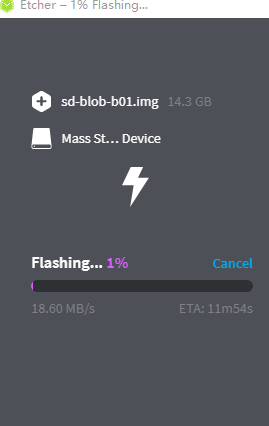 Etcher – 1% Flashing...
sd-blob-b01.img 14.3 GB
Mass St... Device
Flashing... 1% Cancel
18.60 MB/s ETA: 11m54s